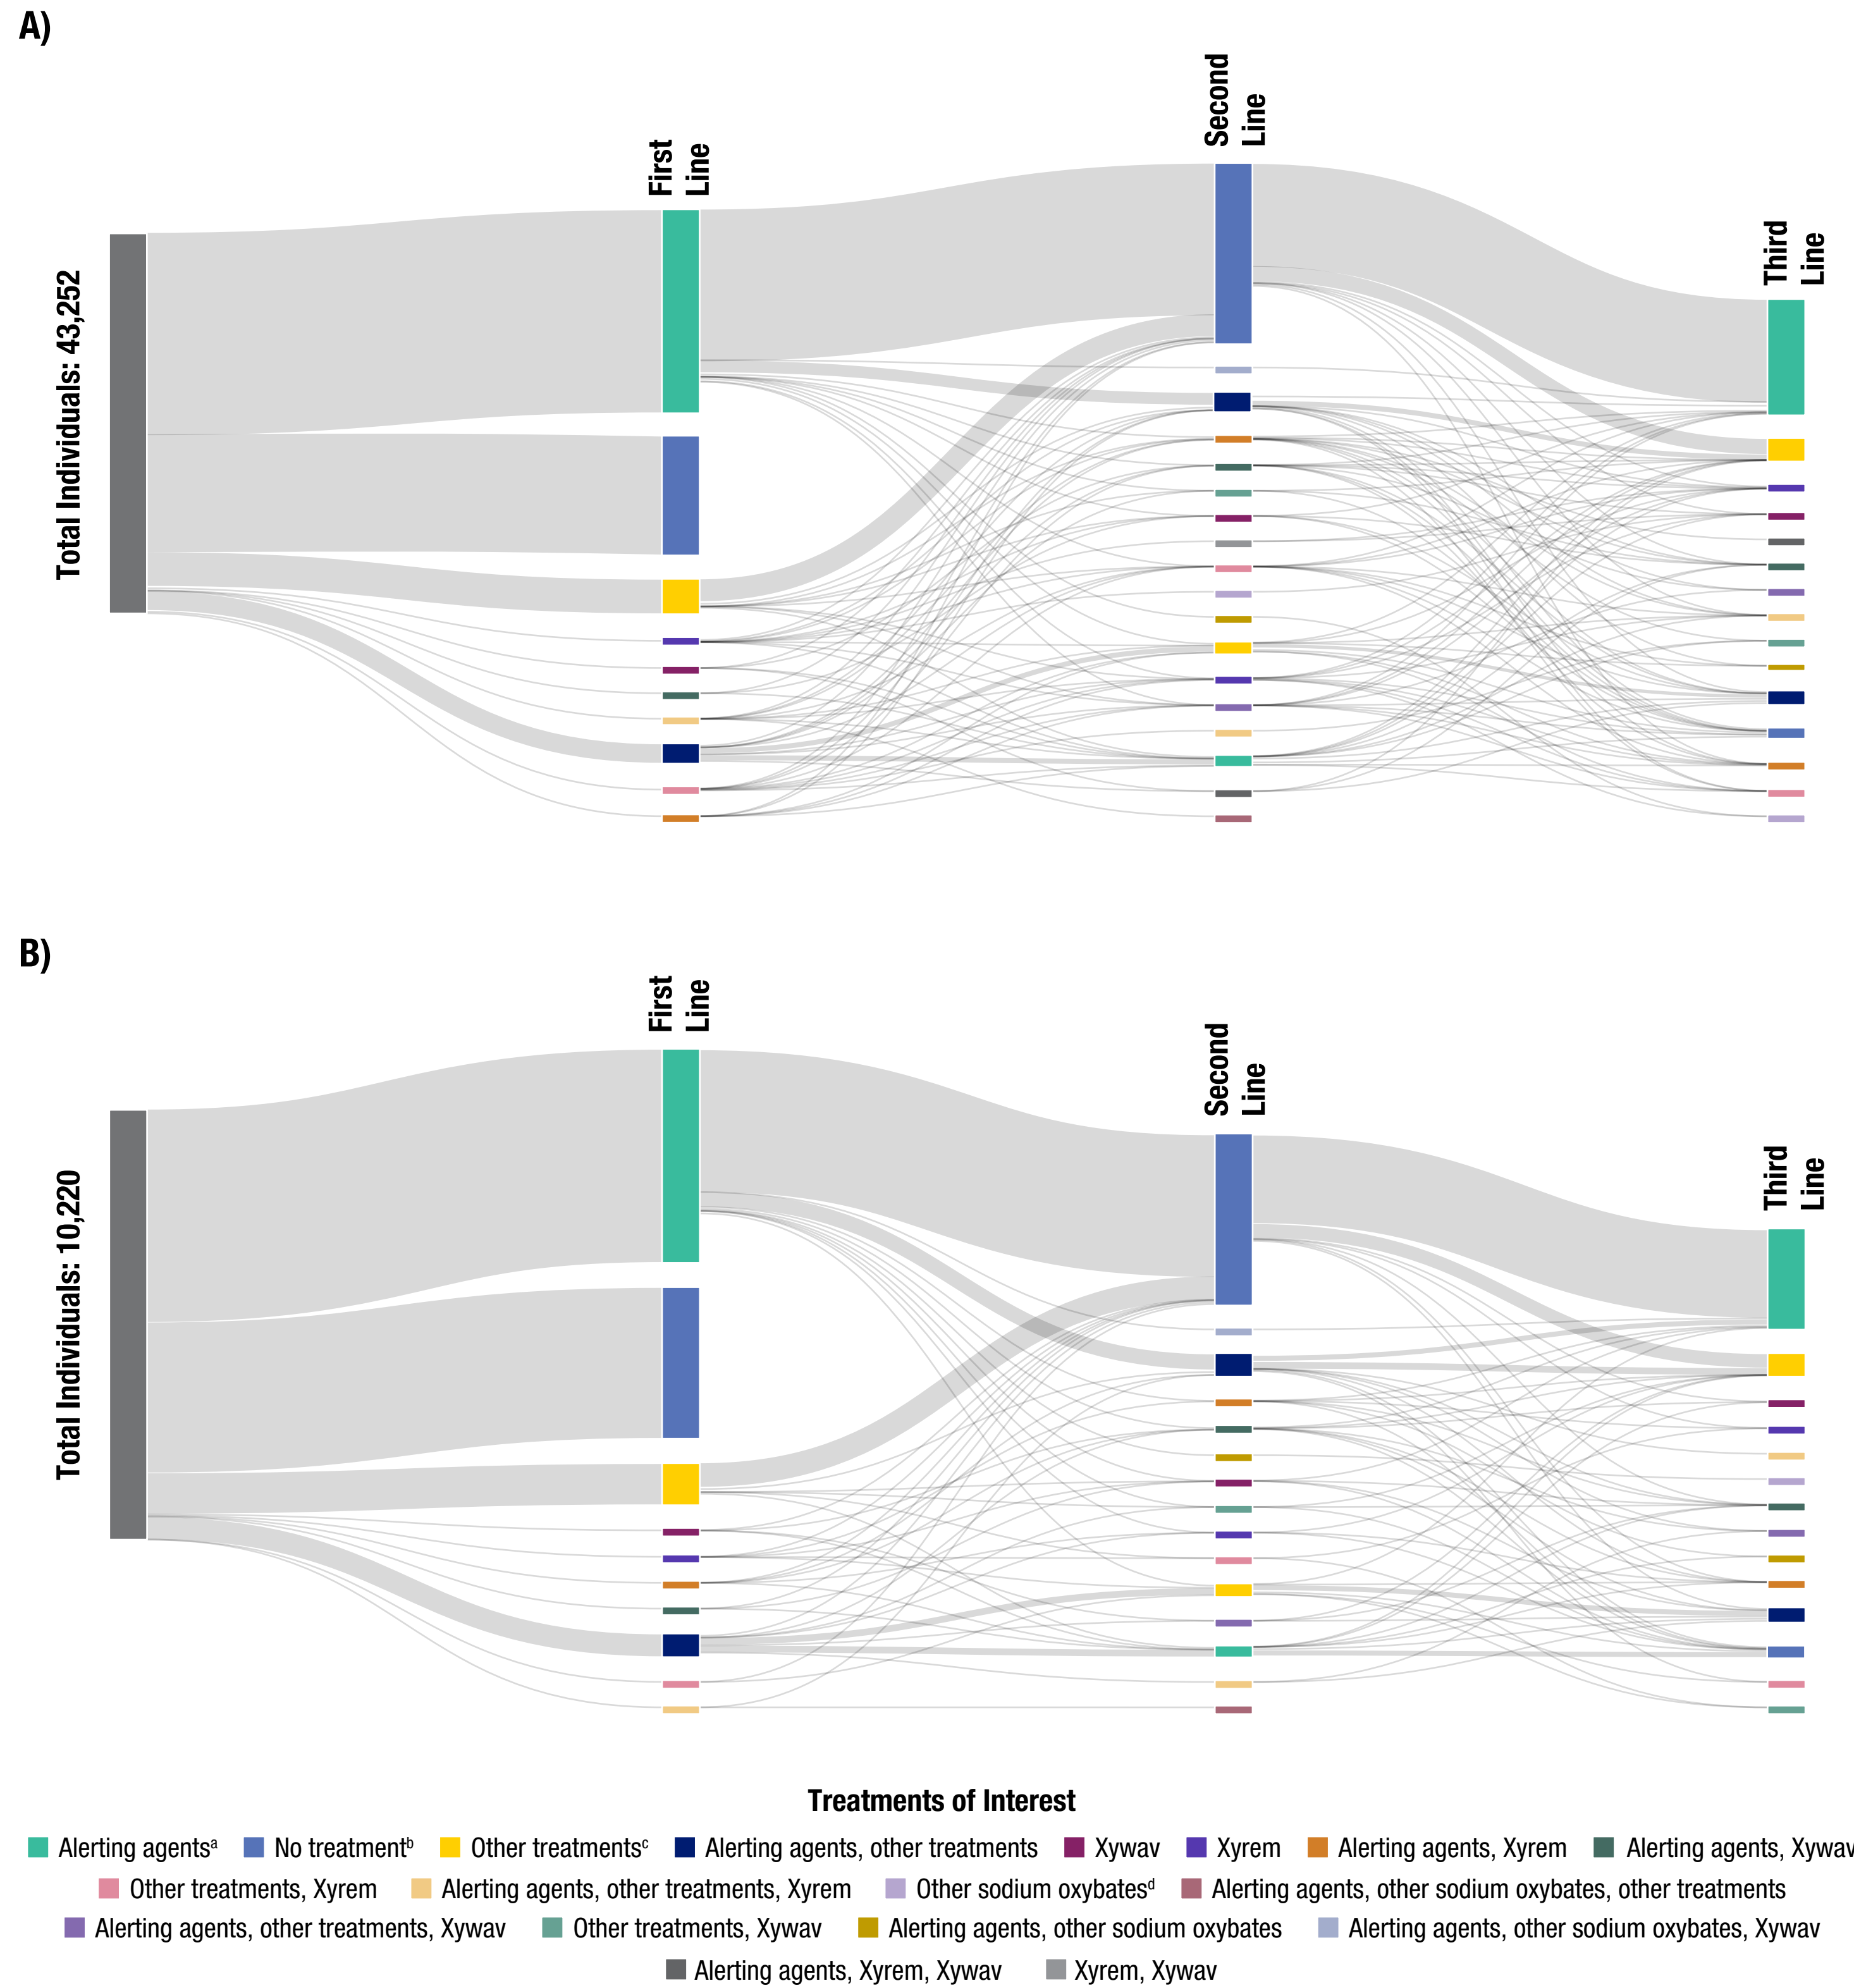 A)
Total Individuals: 43,252
First
Line
Second
Line
Third
Line
B)
Total Individuals: 10,220
First
Line
Second
Line
Third
Line
Treatments of Interest
Alerting agentsᵃ No treatmentᵇ Other treatmentsᶜ Alerting agents, other treatments Xywav Xyrem Alerting agents, Xyrem Alerting agents, Xywav
Other treatments, Xyrem Alerting agents, other treatments, Xyrem Other sodium oxybatesᵈ Alerting agents, other sodium oxybates, other treatments
Alerting agents, other treatments, Xywav Other treatments, Xywav Alerting agents, other sodium oxybates Alerting agents, other sodium oxybates, Xywav
Alerting agents, Xyrem, Xywav Xyrem, Xywav